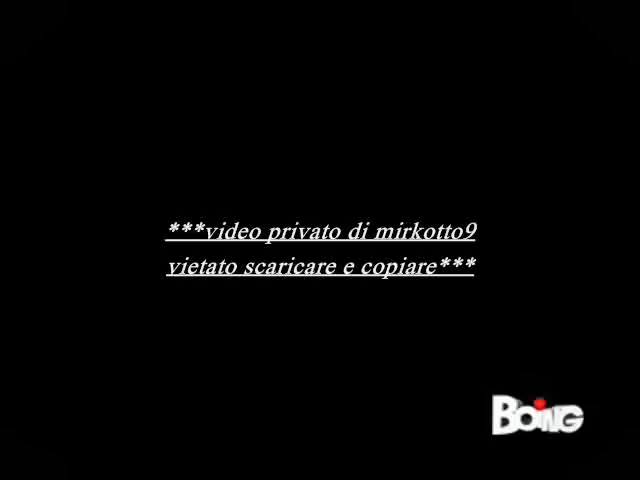 ***video privato di mirkotto9
vietato scaricare e copiare***
BOING